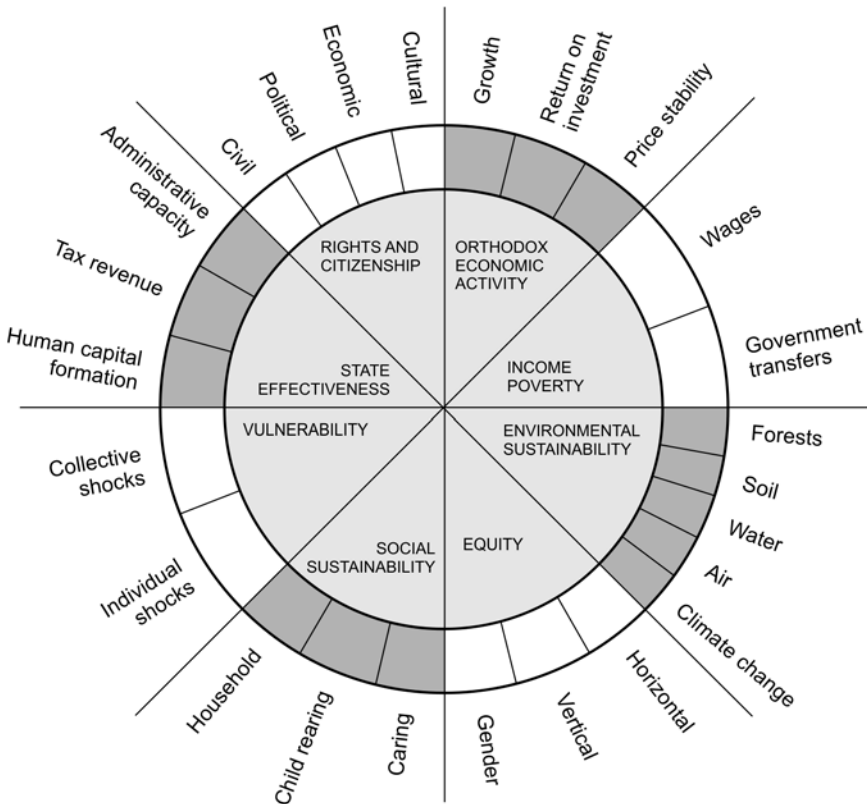 Economic
Cultural
Political
Civil
Growth
Return on
investment
Price stability
Administrative
capacity
Tax revenue
Human capital
formation
Wages
Government
transfers
RIGHTS AND
CITIZENSHIP
ORTHODOX
ECONOMIC
ACTIVITY
STATE
EFFECTIVENESS
INCOME
POVERTY
VULNERABILITY
ENVIRONMENTAL
SUSTAINABILITY
SOCIAL
SUSTAINABILITY
EQUITY
Forests
Soil
Water
Air
Climate change
Collective
shocks
Individual
shocks
Household
Child rearing
Caring
Gender
Vertical
Horizontal